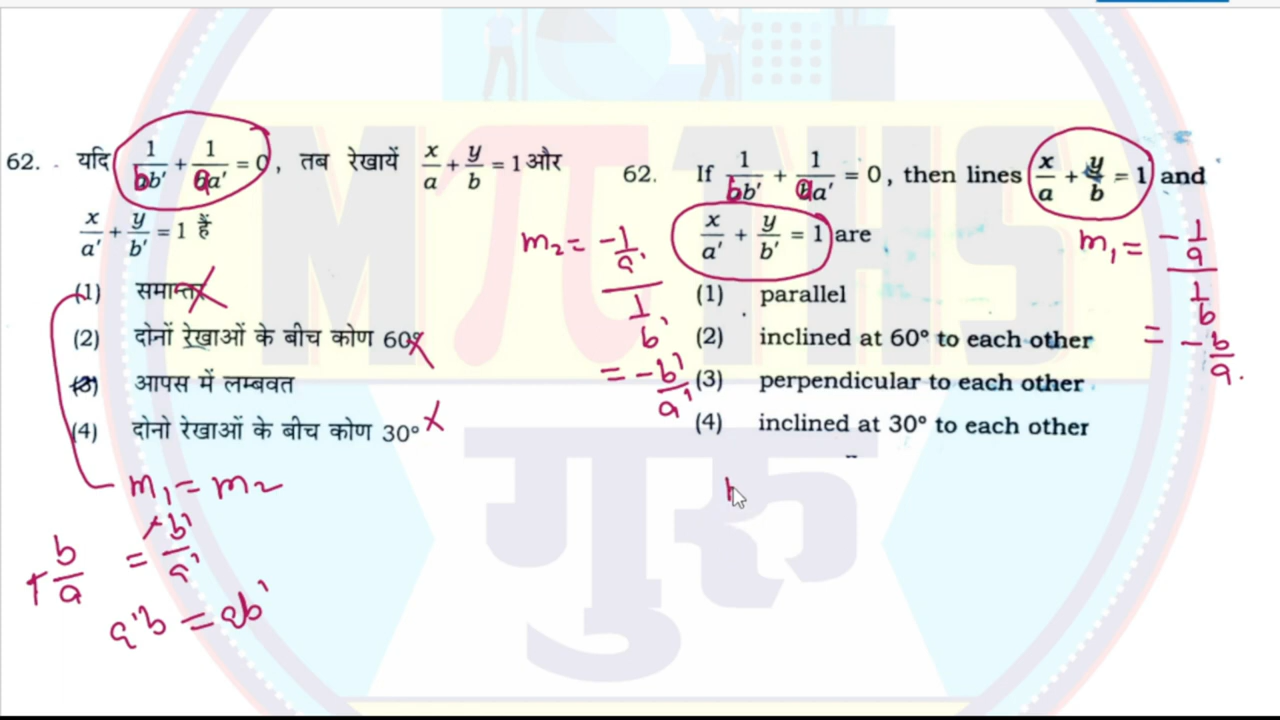 62. यदि 1/bb' + 1/aa' = 0, तब रेखायें x/a + y/b = 1 और
x/a' + y/b' = 1 है
(1) समान्तर
(2) दोनों रेखाओं के बीच कोण 60°
(3) आपस में लम्बवत
(4) दोनो रेखाओं के बीच कोण 30°
m₁ = m₂
+b/a = +b'/a'
a'b = ab'
62. If 1/bb' + 1/aa' = 0, then lines x/a + y/b = 1 and
x/a' + y/b' = 1 are
(1) parallel
(2) inclined at 60° to each other
(3) perpendicular to each other
(4) inclined at 30° to each other
m₂ = -1/a' / 1/b'
= -b'/a'
m₁ = -1/a / 1/b
= -b/a.
MπTHS
गुरु